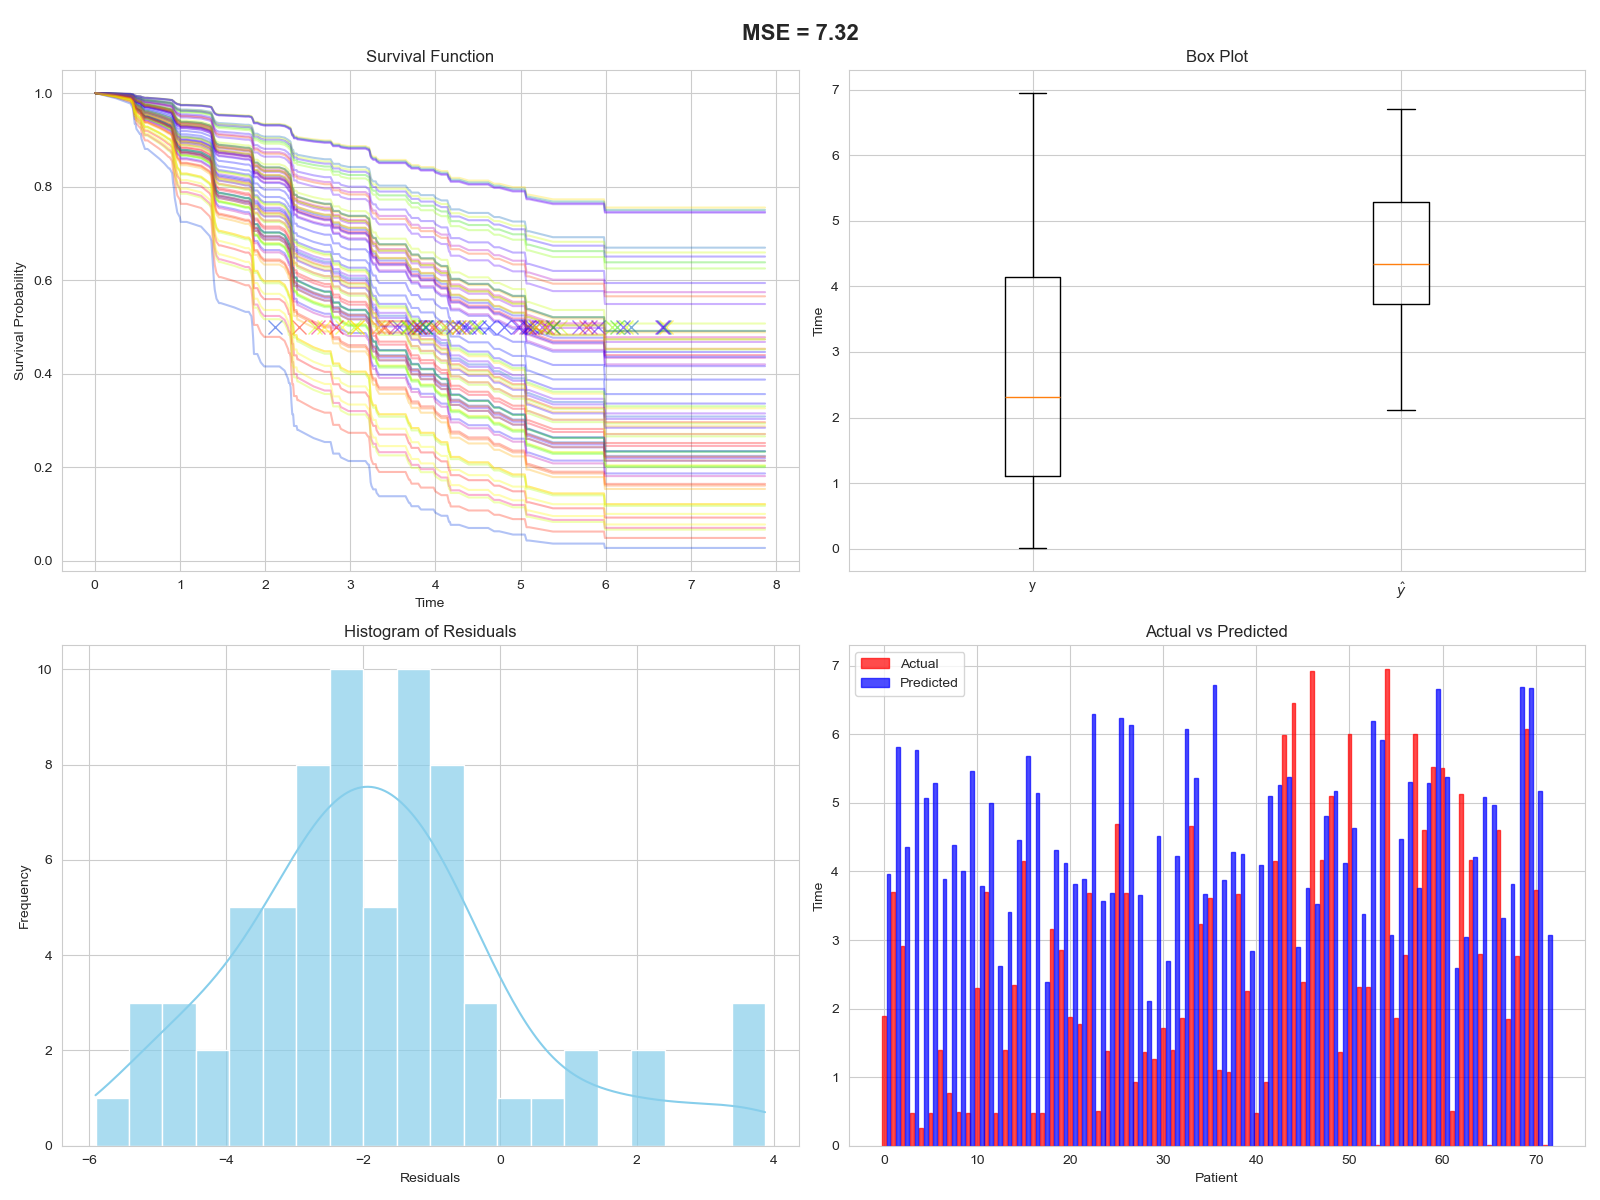 MSE = 7.32
Survival Function
1.0
0.8
0.6
0.4
0.2
0.0
Survival Probability
0 1 2 3 4 5 6 7 8
Time
Box Plot
7
6
5
4
3
2
1
0
Time
y ŷ
Histogram of Residuals
10
8
6
4
2
0
Frequency
−6 −4 −2 0 2 4
Residuals
Actual vs Predicted
Actual
Predicted
7
6
5
4
3
2
1
0
Time
0 10 20 30 40 50 60 70
Patient